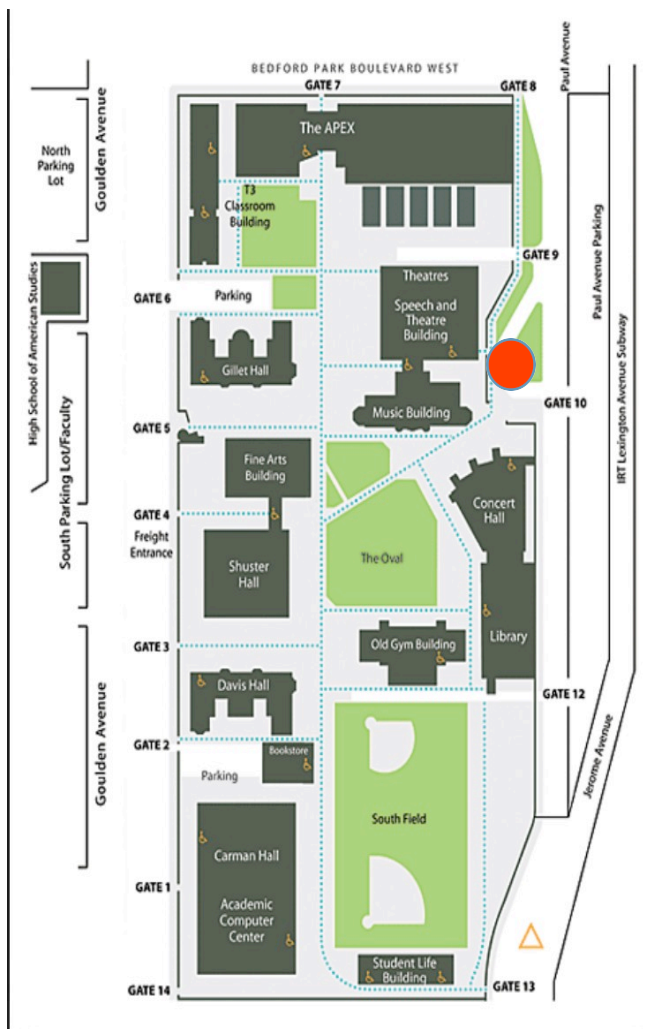 BEDFORD PARK BOULEVARD WEST
GATE 7
GATE 8
Paul Avenue
The APEX
North
Parking
Lot
Goulden Avenue
T3
Classroom
Building
GATE 9
Paul Avenue Parking
High School of American Studies
GATE 6
Parking
Theatres
Speech and
Theatre
Building
Gillet Hall
IRT Lexington Avenue Subway
Music Building
GATE 10
GATE 5
South Parking Lot/Faculty
Fine Arts
Building
Concert
Hall
GATE 4
Freight
Entrance
Shuster
Hall
The Oval
Library
Old Gym Building
GATE 3
Davis Hall
GATE 12
GATE 2
Bookstore
Parking
Goulden Avenue
Jerome Avenue
South Field
Carman Hall
Academic
Computer
Center
GATE 1
Student Life
Building
GATE 14
GATE 13